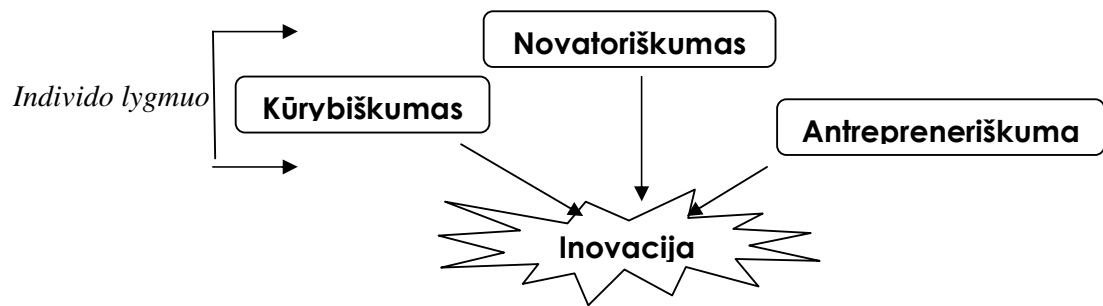 Novatoriškumas
Individo lygmuo
Kūrybiškumas
Antrepreneriškuma
Inovacija